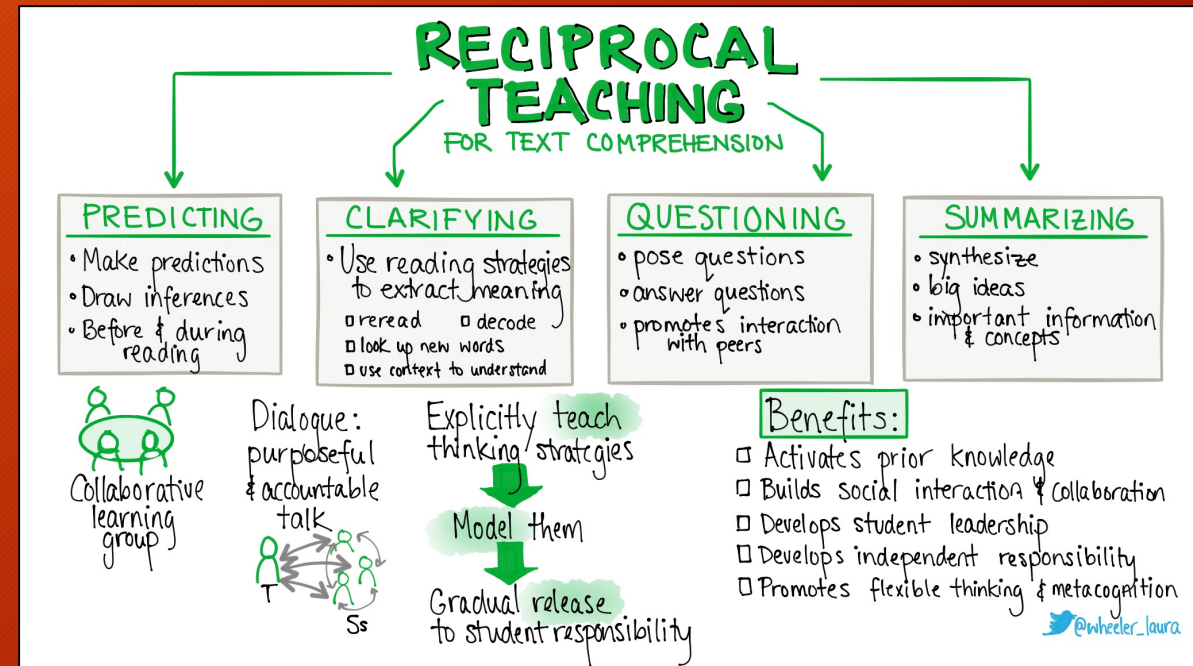 RECIPROCAL
TEACHING
FOR TEXT COMPREHENSION
PREDICTING
• Make predictions
• Draw inferences
• Before & during
reading
CLARIFYING
• Use reading strategies
to extract meaning
□ reread □ decode
□ look up new words
□ use context to understand
QUESTIONING
• pose questions
• answer questions
• promotes interaction
with peers
SUMMARIZING
• synthesize
• big ideas
• important information
& concepts
Collaborative
learning
group
Dialogue:
purposeful
& accountable
talk
T
Ss
Explicitly teach
thinking/strategies
Model them
Gradual release
to student responsibility
Benefits:
□ Activates prior knowledge
□ Builds social interaction & collaboration
□ Develops student leadership
□ Develops independent responsibility
□ Promotes flexible thinking & metacognition
@wheeler_laura